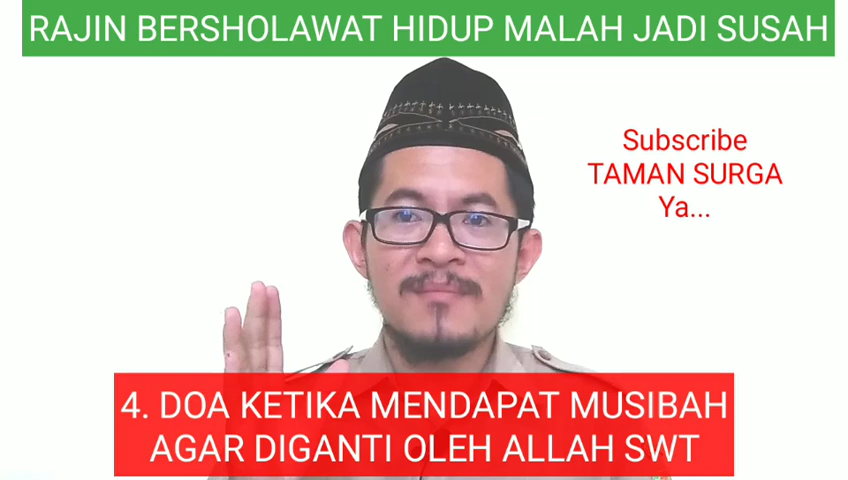 RAJIN BERSHOLAWAT HIDUP MALAH JADI SUSAH
Subscribe
TAMAN SURGA
Ya...
4. DOA KETIKA MENDAPAT MUSIBAH
AGAR DIGANTI OLEH ALLAH SWT